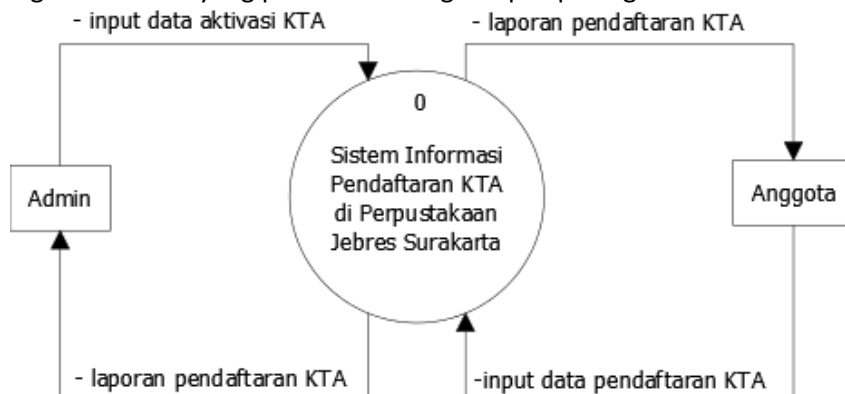 - input data aktivasi KTA
- laporan pendaftaran KTA
0
Sistem Informasi
Pendaftaran KTA
di Perpustakaan
Jebres Surakarta
Admin
Anggota
- laporan pendaftaran KTA
-input data pendaftaran KTA